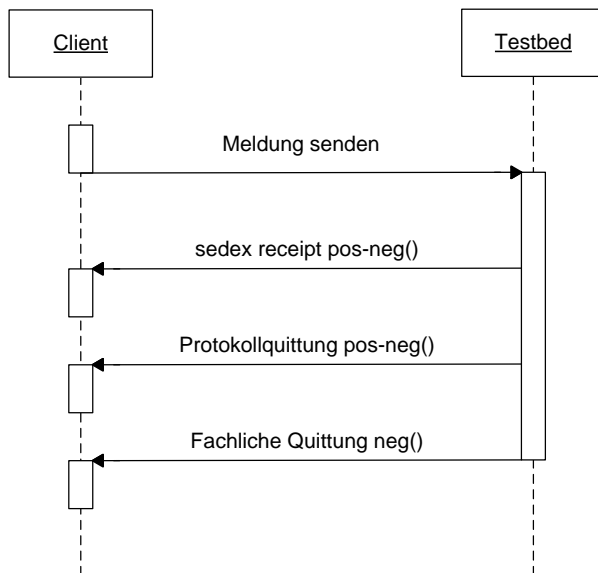 Client
Testbed
Meldung senden
sedex receipt pos-neg()
Protokollquittung pos-neg()
Fachliche Quittung neg()